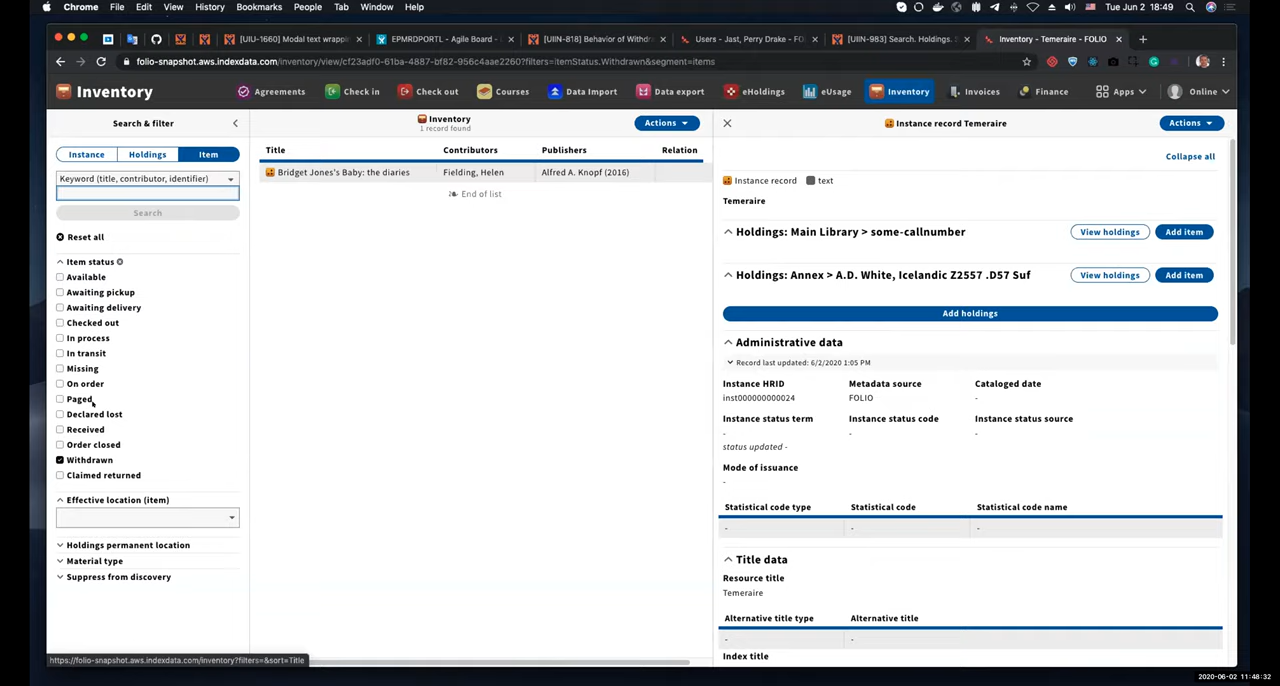 Chrome File Edit View History Bookmarks People Tab Window Help
Tue Jun 2 18:49
[UIU-1660] Modal text wrappi
EPMRDPORTL - Agile Board -
[UIIN-818] Behavior of Withdr
Users - Jast, Perry Drake - FO
[UIIN-983] Search. Holdings.
Inventory - Temeraire - FOLIO
folio-snapshot.aws.indexdata.com/inventory/view/cf23adf0-61ba-4887-bf82-956c4aae2260?filters=itemStatus.Withdrawn&segment=items
Inventory
Agreements
Check in
Check out
Courses
Data Import
Data export
eHoldings
eUsage
Inventory
Invoices
Finance
Apps
Online
Search & filter
Instance Holdings Item
Keyword (title, contributor, identifier)
Search
Reset all
Item status
Available
Awaiting pickup
Awaiting delivery
Checked out
In process
In transit
Missing
On order
Paged
Declared lost
Received
Order closed
Withdrawn
Claimed returned
Effective location (item)
Holdings permanent location
Material type
Suppress from discovery
Inventory
1 record found
Actions
Title Contributors Publishers Relation
Bridget Jones's Baby: the diaries Fielding, Helen Alfred A. Knopf (2016)
End of list
Instance record Temeraire
Actions
Collapse all
Instance record text
Temeraire
Holdings: Main Library > some-callnumber
View holdings Add item
Holdings: Annex > A.D. White, Icelandic Z2557 .D57 Suf
View holdings Add item
Add holdings
Administrative data
Record last updated: 6/2/2020 1:05 PM
Instance HRID Metadata source Cataloged date
inst000000000024 FOLIO -
Instance status term Instance status code Instance status source
- - -
status updated -
Mode of issuance
-
Statistical code type Statistical code Statistical code name
- - -
Title data
Resource title
Temeraire
Alternative title type Alternative title
- -
Index title
https://folio-snapshot.aws.indexdata.com/inventory?filters=&sort=Title
2020-06-02 11:48:32